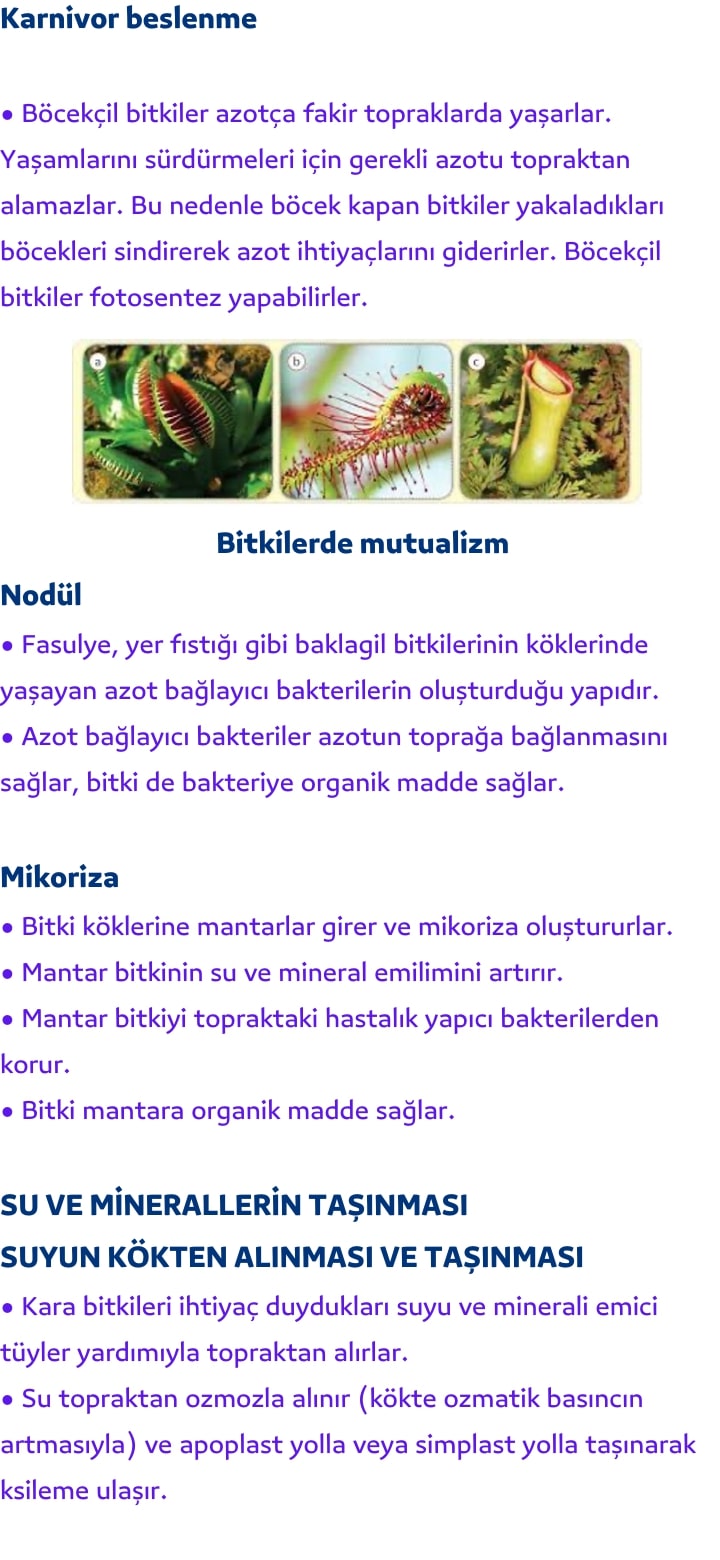 Karnivor beslenme
• Böcekçil bitkiler azotça fakir topraklarda yaşarlar.
Yaşamlarını sürdürmeleri için gerekli azotu topraktan
alamazlar. Bu nedenle böcek kapan bitkiler yakaladıkları
böcekleri sindirerek azot ihtiyaçlarını giderirler. Böcekçil
bitkiler fotosentez yapabilirler.
a b c
Bitkilerde mutualizm
Nodül
• Fasulye, yer fıstığı gibi baklagil bitkilerinin köklerinde
yaşayan azot bağlayıcı bakterilerin oluşturduğu yapıdır.
• Azot bağlayıcı bakteriler azotun toprağa bağlanmasını
sağlar, bitki de bakteriye organik madde sağlar.
Mikoriza
• Bitki köklerine mantarlar girer ve mikoriza oluştururlar.
• Mantar bitkinin su ve mineral emilimini artırır.
• Mantar bitkiyi topraktaki hastalık yapıcı bakterilerden
korur.
• Bitki mantara organik madde sağlar.
SU VE MİNERALLERİN TAŞINMASI
SUYUN KÖKTEN ALINMASI VE TAŞINMASI
• Kara bitkileri ihtiyaç duydukları suyu ve minerali emici
tüyler yardımıyla topraktan alırlar.
• Su topraktan ozmozla alınır (kökte ozmatik basıncın
artmasıyla) ve apoplast yolla veya simplast yolla taşınarak
ksileme ulaşır.